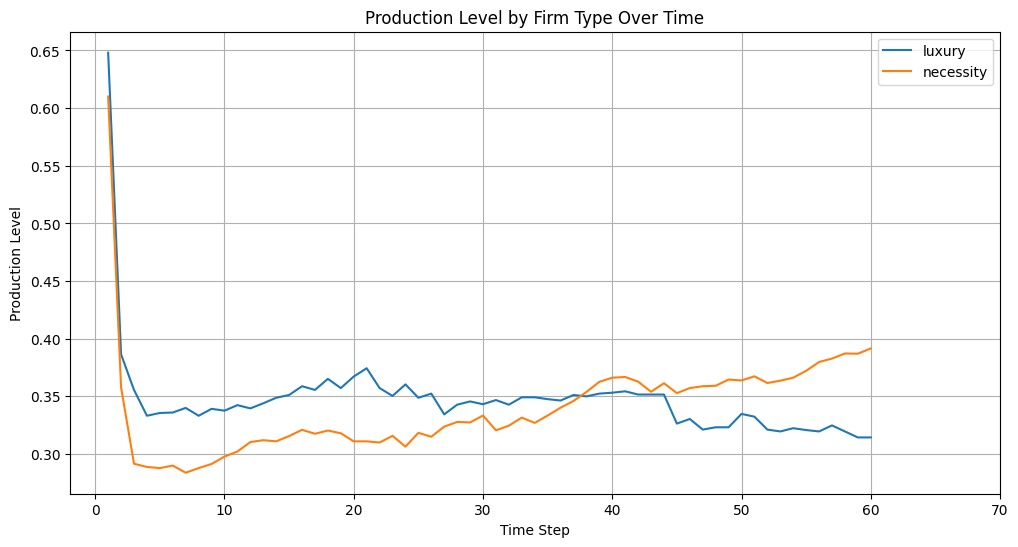 Production Level by Firm Type Over Time
luxury
necessity
Production Level
0.65
0.60
0.55
0.50
0.45
0.40
0.35
0.30
0 10 20 30 40 50 60 70
Time Step